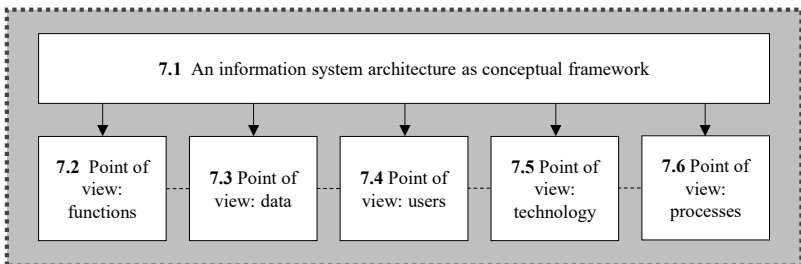 7.1 An information system architecture as conceptual framework
7.2 Point of
view:
functions
7.3 Point of
view: data
7.4 Point of
view: users
7.5 Point of
view:
technology
7.6 Point of
view:
processes